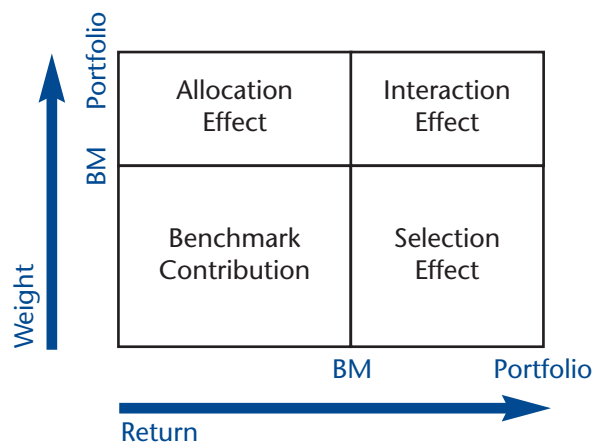 Portfolio
Allocation
Effect
Interaction
Effect
BM
Benchmark
Contribution
Selection
Effect
Weight
BM
Portfolio
Return